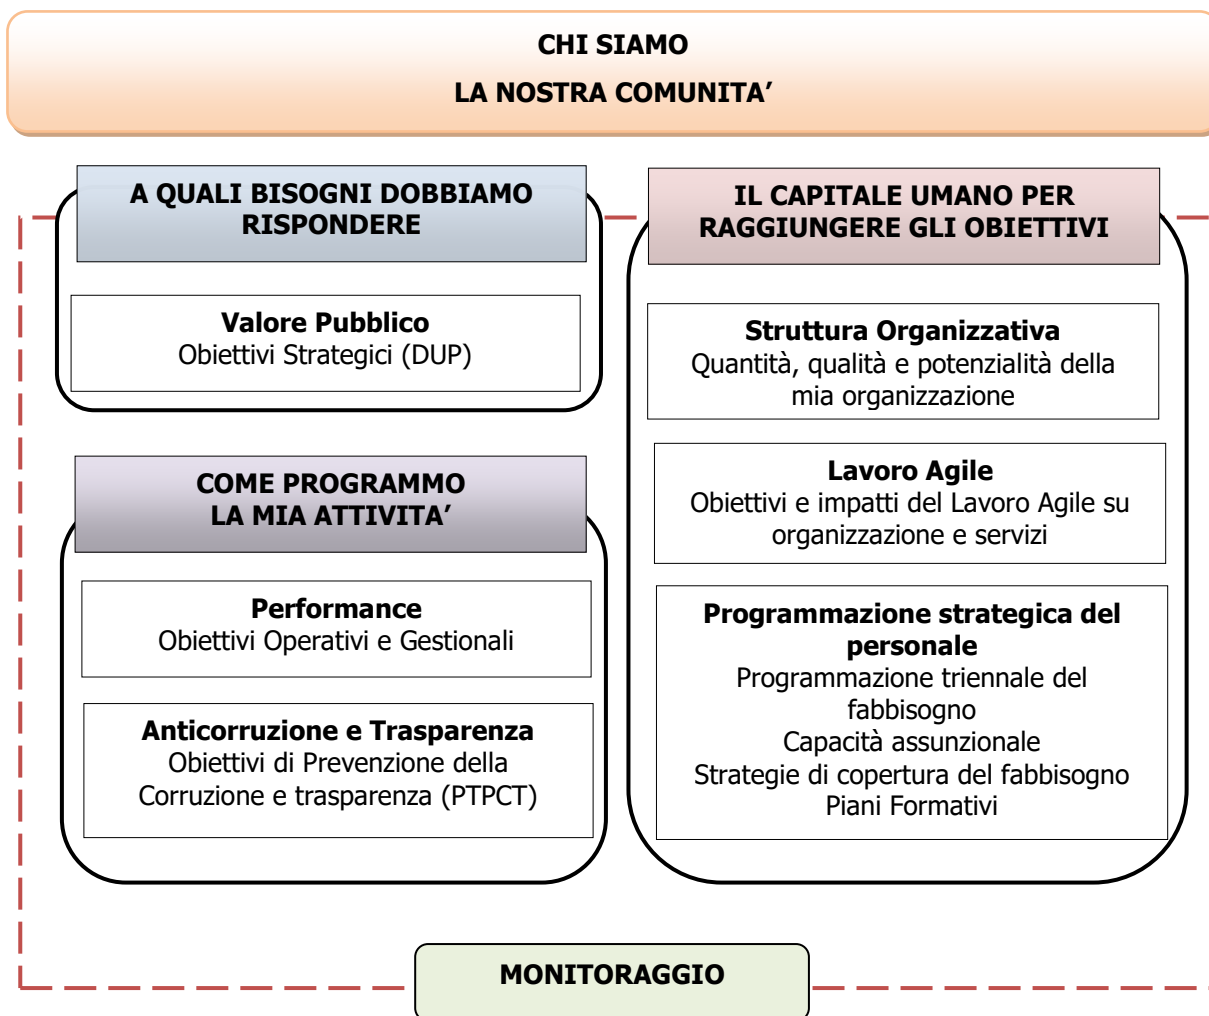 CHI SIAMO
LA NOSTRA COMUNITA’
A QUALI BISOGNI DOBBIAMO
RISPONDERE
Valore Pubblico
Obiettivi Strategici (DUP)
COME PROGRAMMO
LA MIA ATTIVITA’
Performance
Obiettivi Operativi e Gestionali
Anticorruzione e Trasparenza
Obiettivi di Prevenzione della
Corruzione e trasparenza (PTPCT)
IL CAPITALE UMANO PER
RAGGIUNGERE GLI OBIETTIVI
Struttura Organizzativa
Quantità, qualità e potenzialità della
mia organizzazione
Lavoro Agile
Obiettivi e impatti del Lavoro Agile su
organizzazione e servizi
Programmazione strategica del
personale
Programmazione triennale del
fabbisogno
Capacità assunzionale
Strategie di copertura del fabbisogno
Piani Formativi
MONITORAGGIO